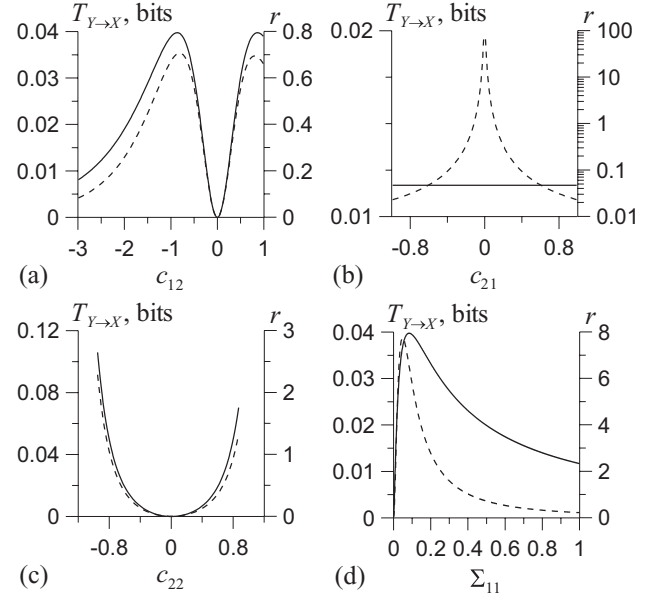 T_{Y→X}, bits r
0.04 0.8
0.03 0.6
0.02 0.4
0.01 0.2
0 0
-3 -2 -1 0 1
(a) c_{12}
T_{Y→X}, bits r
0.02 100
10
1
0.1
0.01 0.01
-0.8 0 0.8
(b) c_{21}
T_{Y→X}, bits r
0.12 3
0.08 2
0.04 1
0 0
-0.8 0 0.8
(c) c_{22}
T_{Y→X}, bits r
0.04 8
0.03 6
0.02 4
0.01 2
0 0
0 0.2 0.4 0.6 0.8 1
(d) Σ_{11}